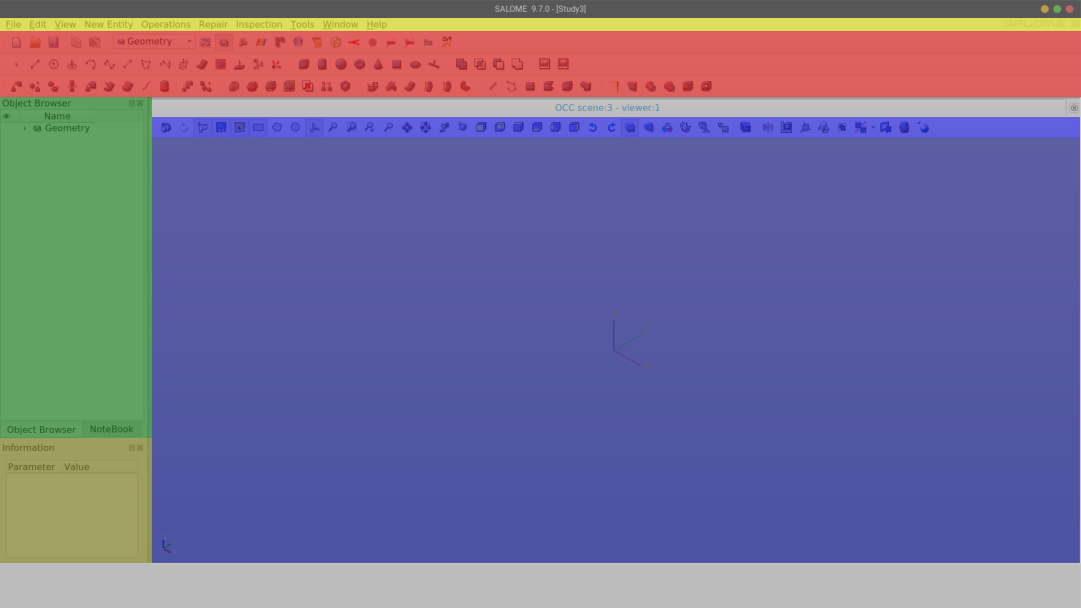 SALOME 9.7.0 - [Study3]
File Edit View New Entity Operations Repair Inspection Tools Window Help
Geometry
Object Browser
Name
Geometry
OCC scene:3 - viewer:1
Object Browser NoteBook
Information
Parameter Value